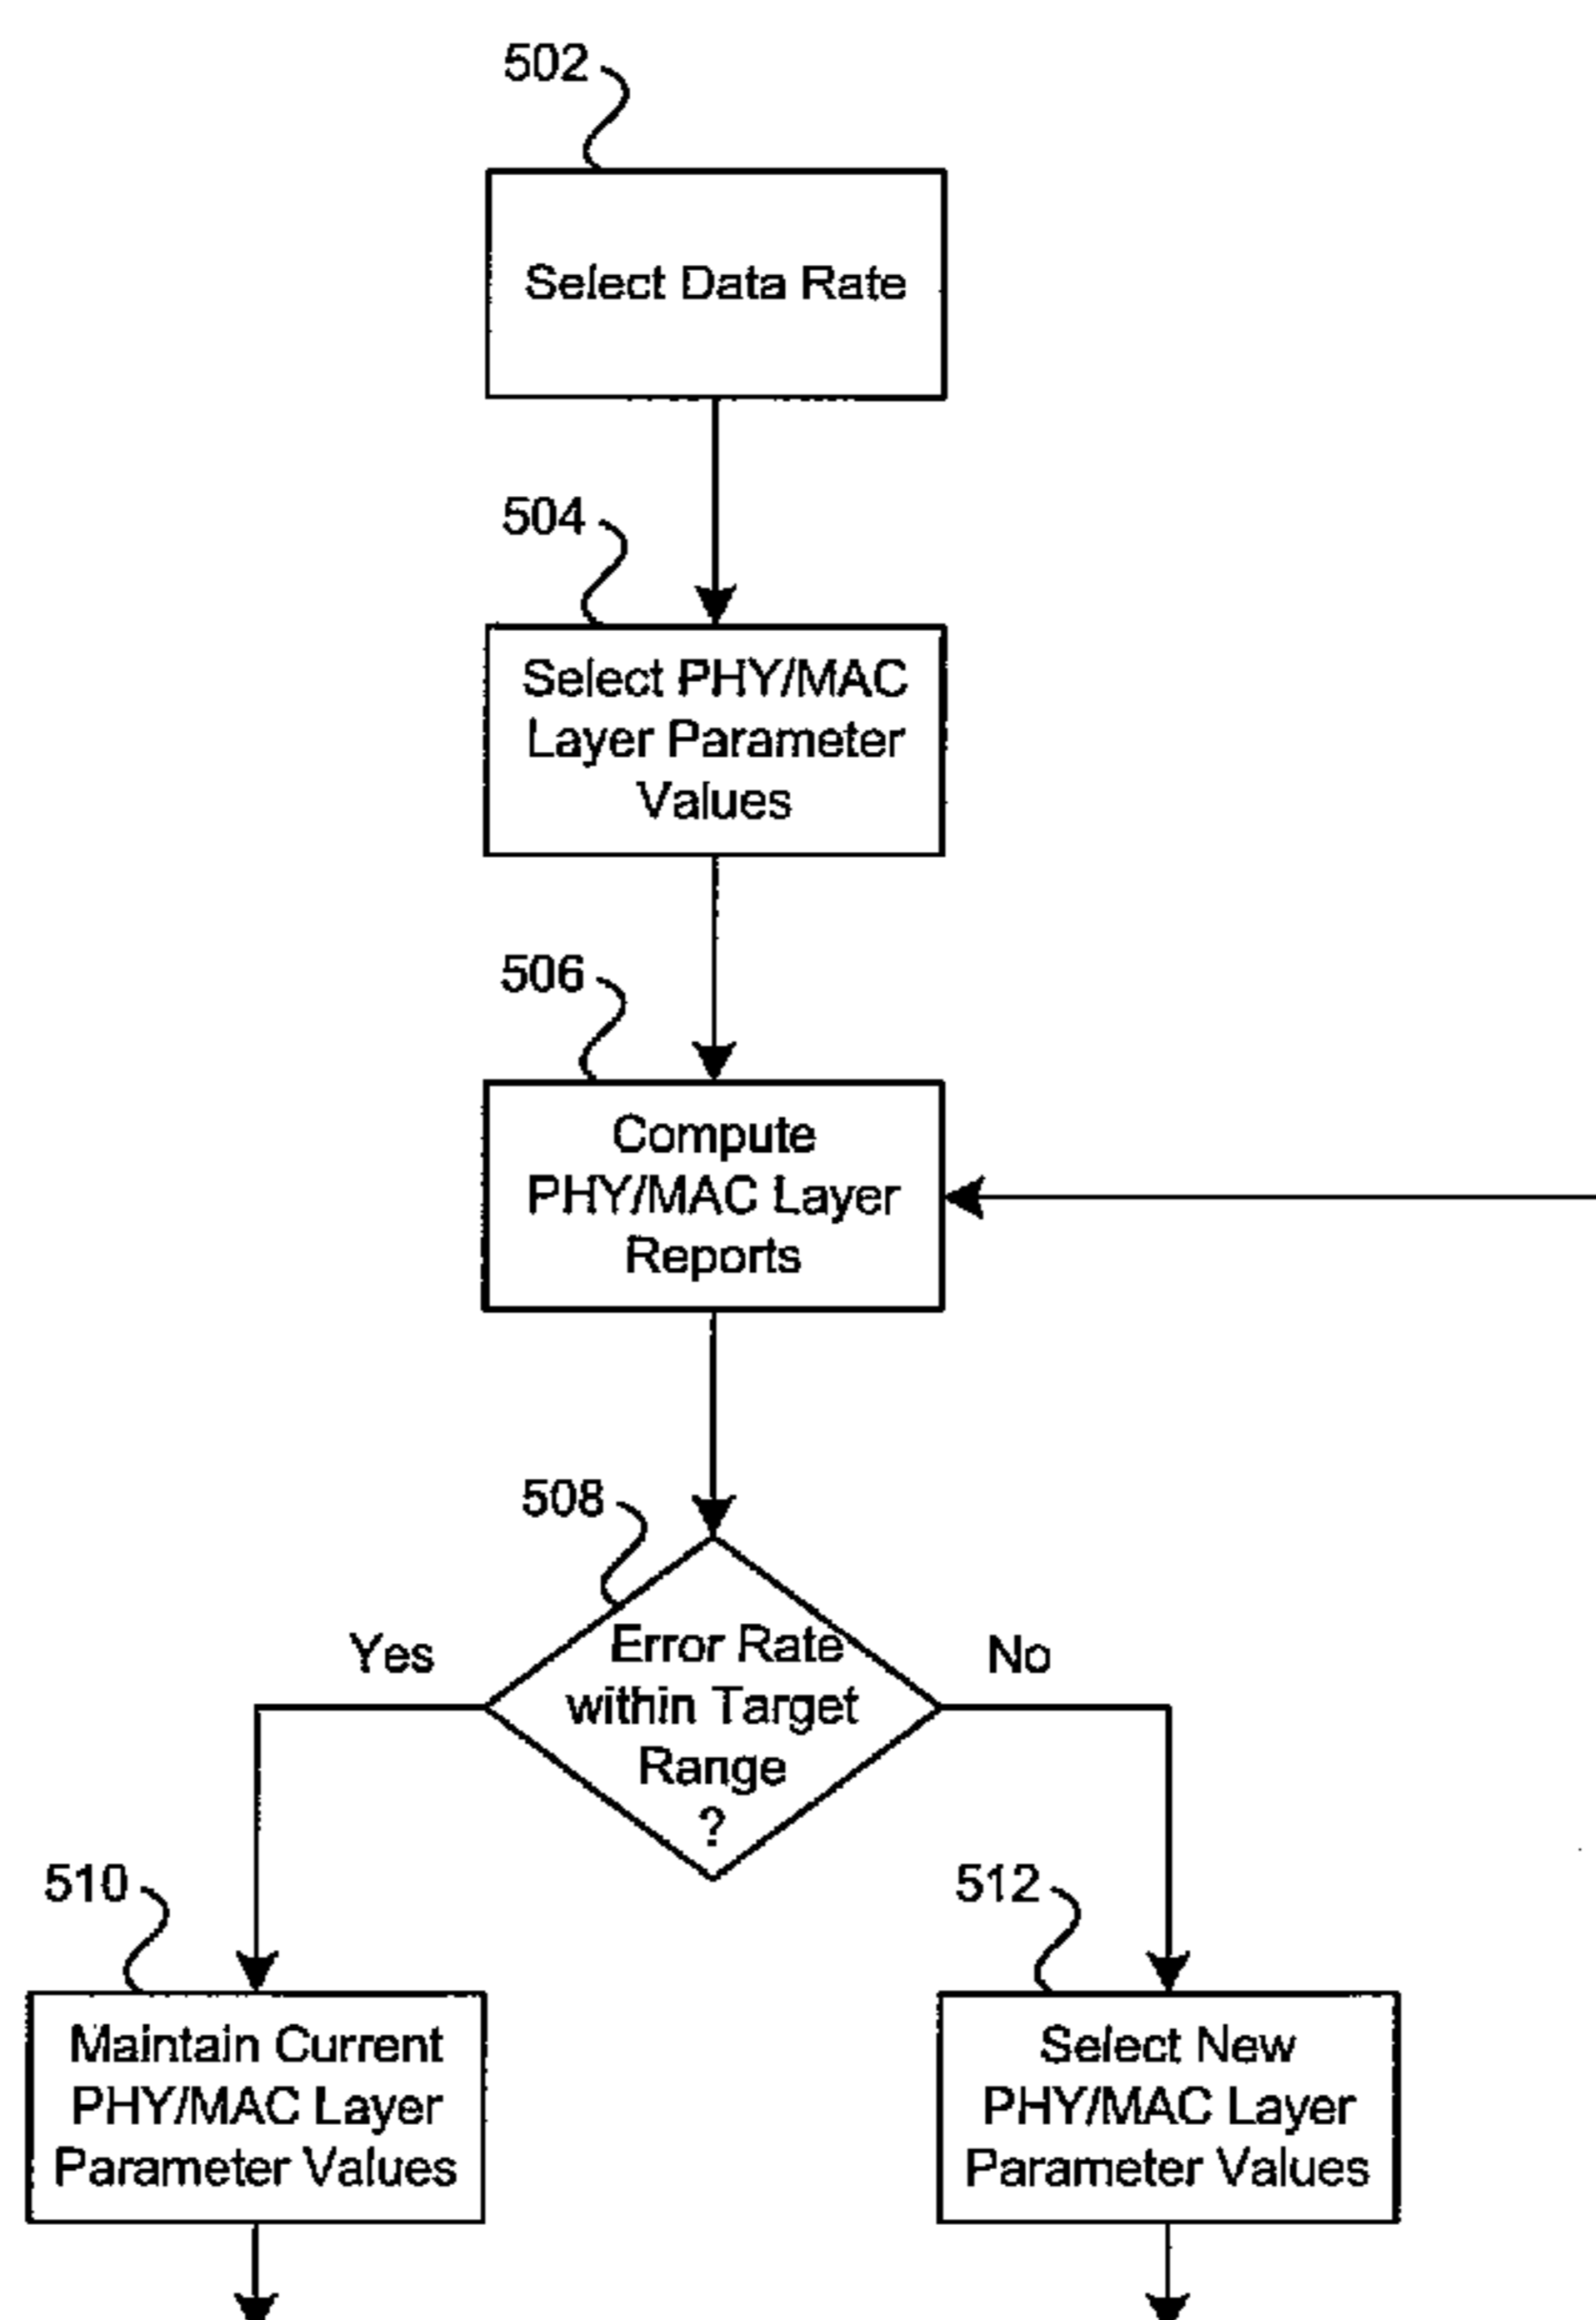 502
Select Data Rate
504
Select PHY/MAC
Layer Parameter
Values
506
Compute
PHY/MAC Layer
Reports
508
Yes
Error Rate
within Target
Range
?
No
510
Maintain Current
PHY/MAC Layer
Parameter Values
512
Select New
PHY/MAC Layer
Parameter Values